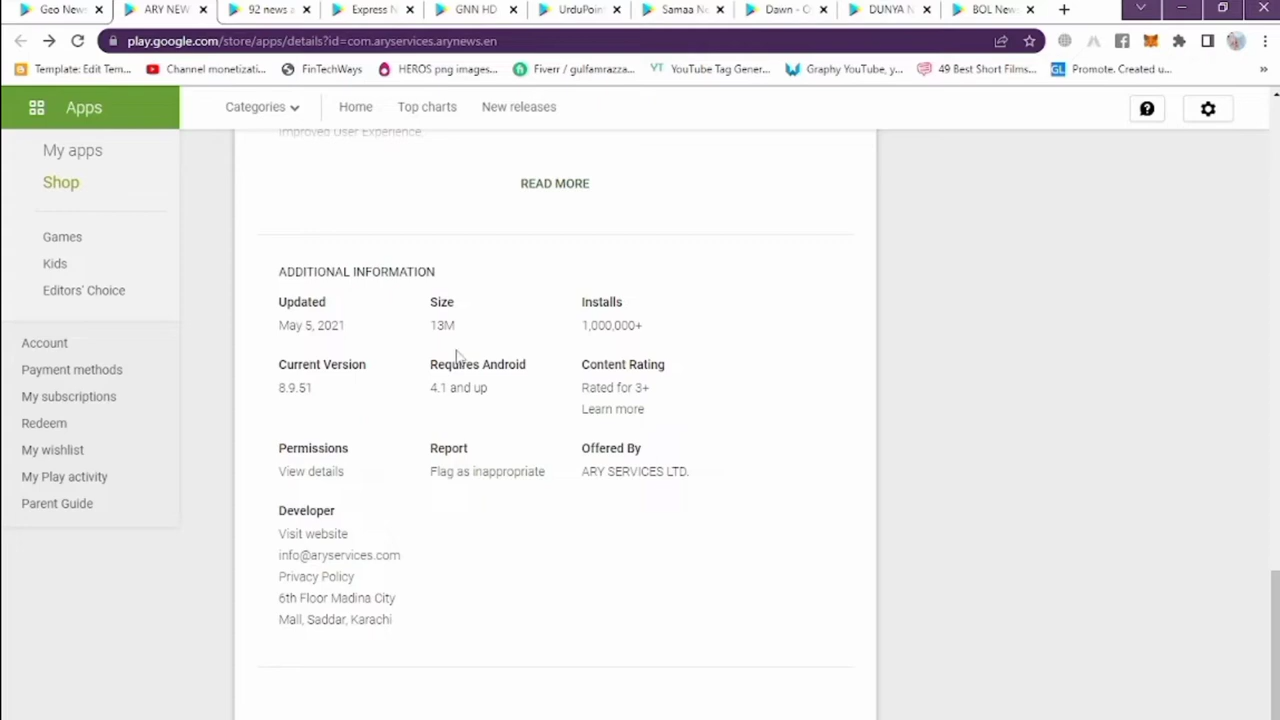 Geo News
ARY NEW
92 news a
Express N
GNN HD
UrduPoin
Samaa Ne
Dawn - O
DUNYA N
BOL New
play.google.com/store/apps/details?id=com.aryservices.arynews.en
Template: Edit Tem...
Channel monetizati...
FinTechWays
HEROS png images...
Fiverr / gulfamrazza...
YT
YouTube Tag Gener...
Graphy YouTube, y...
49 Best Short Films...
GL
Promote. Created u...
»
Apps
Categories
Home
Top charts
New releases
My apps
Shop
Games
Kids
Editors' Choice
Account
Payment methods
My subscriptions
Redeem
My wishlist
My Play activity
Parent Guide
Improved User Experience.
READ MORE
ADDITIONAL INFORMATION
Updated
May 5, 2021
Size
13M
Installs
1,000,000+
Current Version
8.9.51
Requires Android
4.1 and up
Content Rating
Rated for 3+
Learn more
Permissions
View details
Report
Flag as inappropriate
Offered By
ARY SERVICES LTD.
Developer
Visit website
info@aryservices.com
Privacy Policy
6th Floor Madina City
Mall, Saddar, Karachi